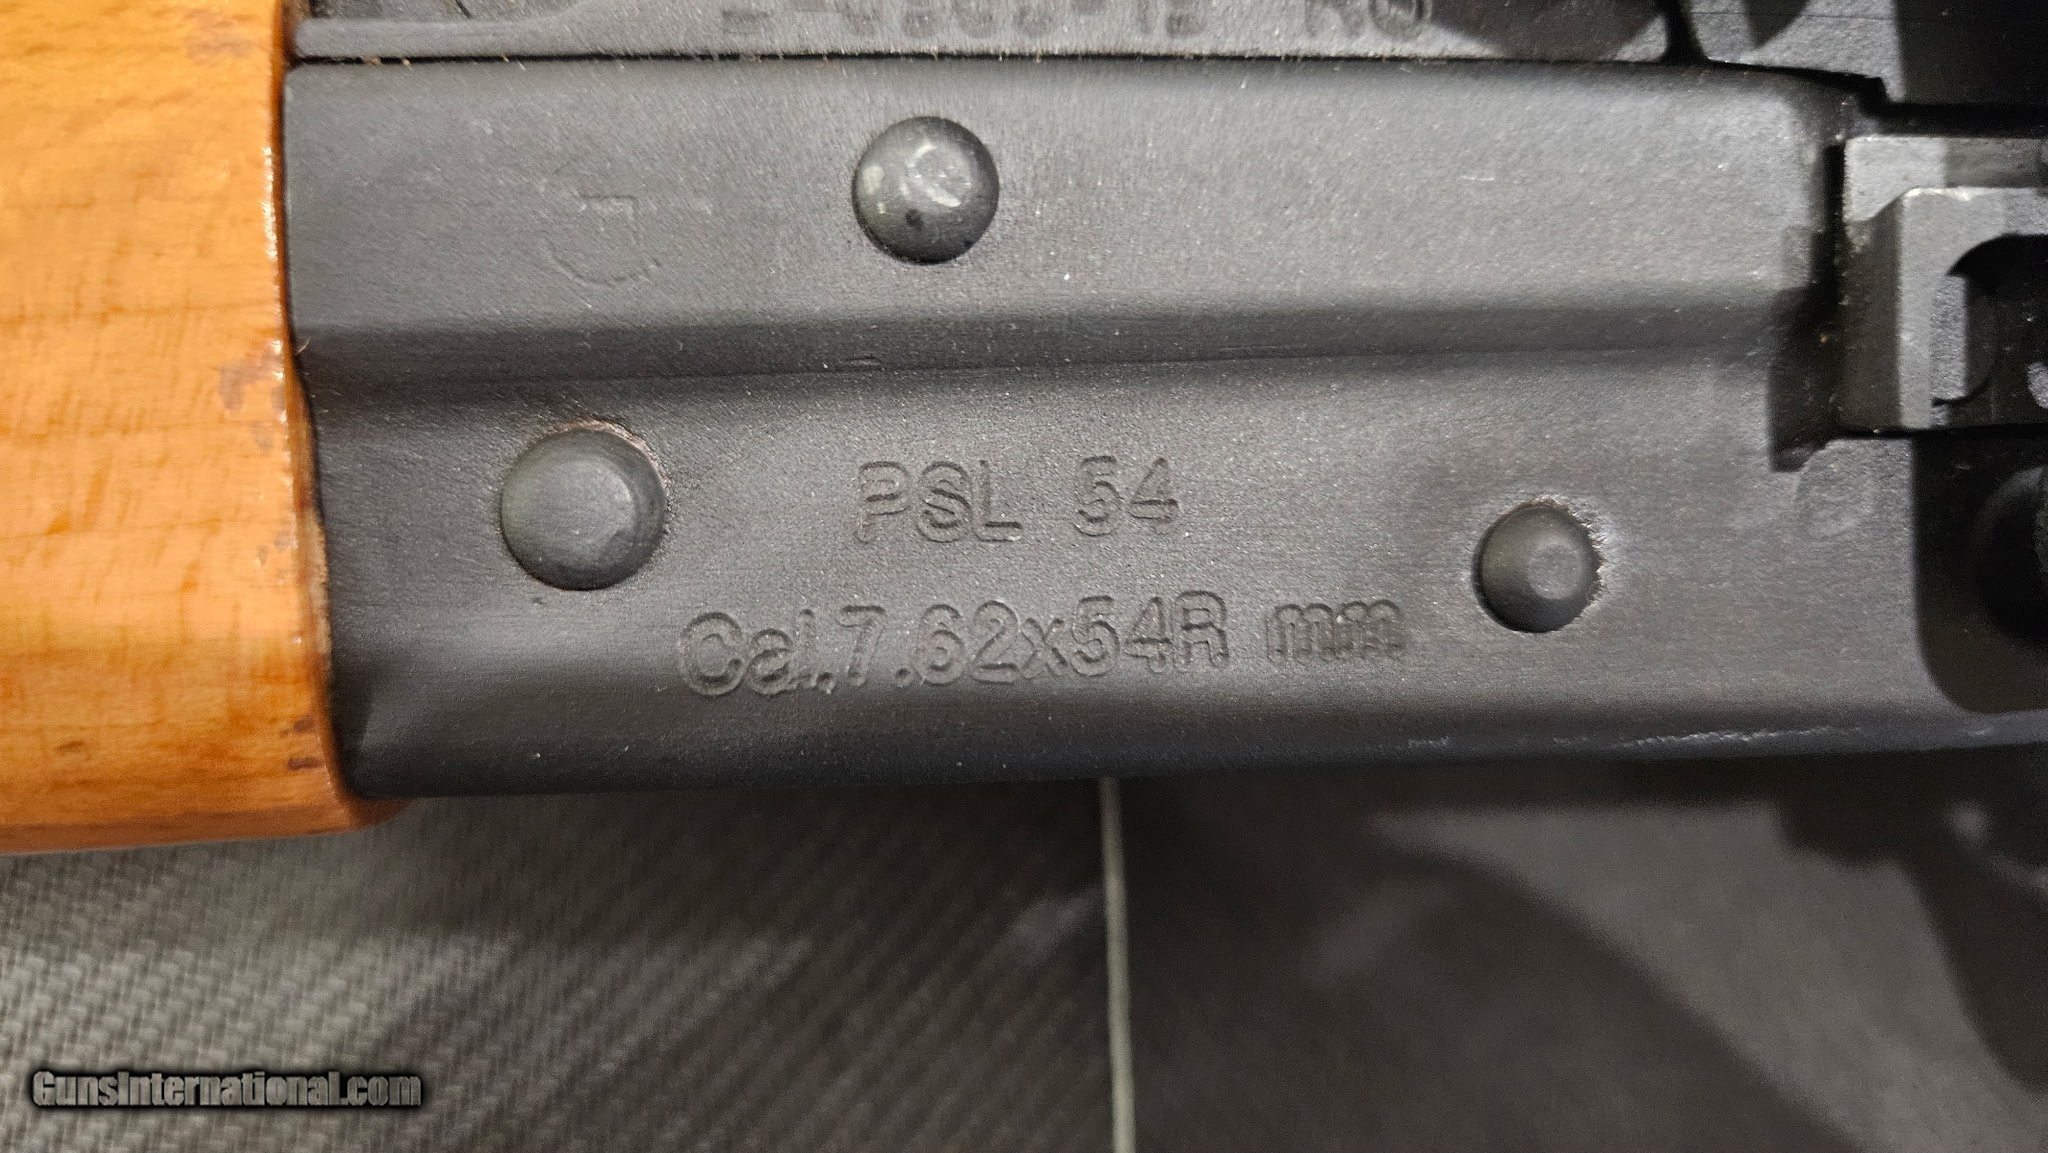 PSL 54
Cal.7.62x54R mm
GunsInternational.com